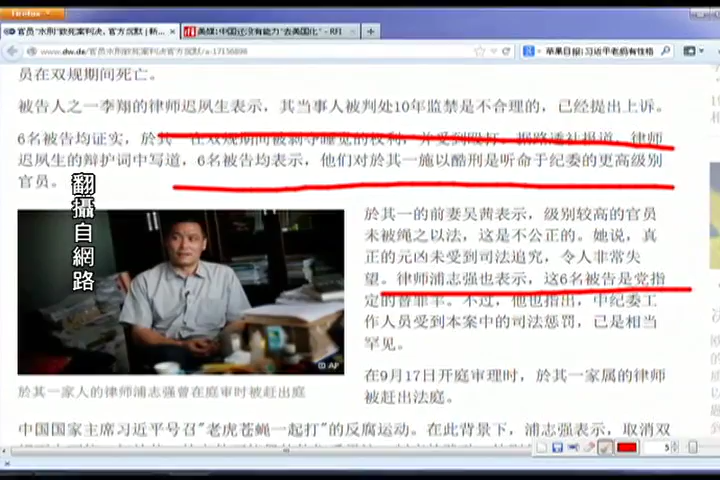 Firefox
官员"水刑"致死案判决，官方沉默 | 新...
美媒:中国还没有能力"去美国化" - RFI
www.dw.de/官员水刑致死案判决官方沉默/a-17156898
苹果日报:习近平老妈有性格
员在双规期间死亡。
被告人之一李翔的律师迟夙生表示，其当事人被判处10年监禁是不合理的，已经提出上诉。
6名被告均证实，於其一在双规期间被剥夺睡觉的权利，并受到殴打。据路透社报道，律师
迟夙生的辩护词中写道，6名被告均表示，他们对於其一施以酷刑是听命于纪委的更高级别
官员。
翻攝自網路
於其一的前妻吴茜表示，级别较高的官员
未被绳之以法，这是不公正的。她说，真
正的元凶未受到司法追究，令人非常失
望。律师浦志强也表示，这6名被告是党指
定的替罪羊。不过，他也指出，中纪委工
作人员受到本案中的司法惩罚，已是相当
罕见。
AP
於其一家人的律师浦志强曾在庭审时被赶出庭
在9月17日开庭审理时，於其一家属的律师
被赶出法庭。
中国国家主席习近平号召"老虎苍蝇一起打"的反腐运动。在此背景下，浦志强表示，取消双
5